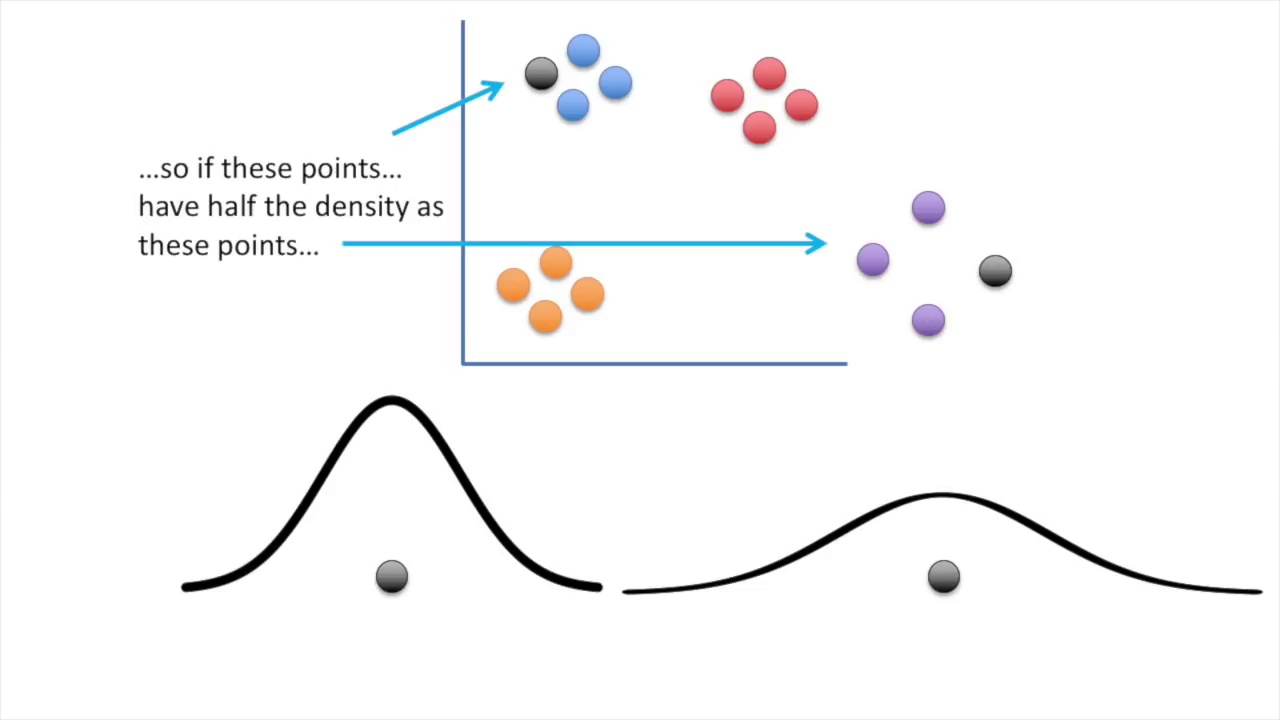 ...so if these points...
have half the density as
these points...